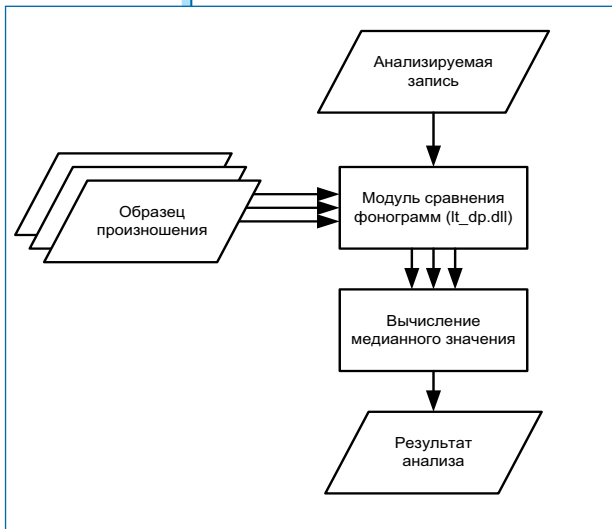 Анализируемая
запись
Образец
произношения
Модуль сравнения
фонограмм (lt_dp.dll)
Вычисление
медианного значения
Результат
анализа